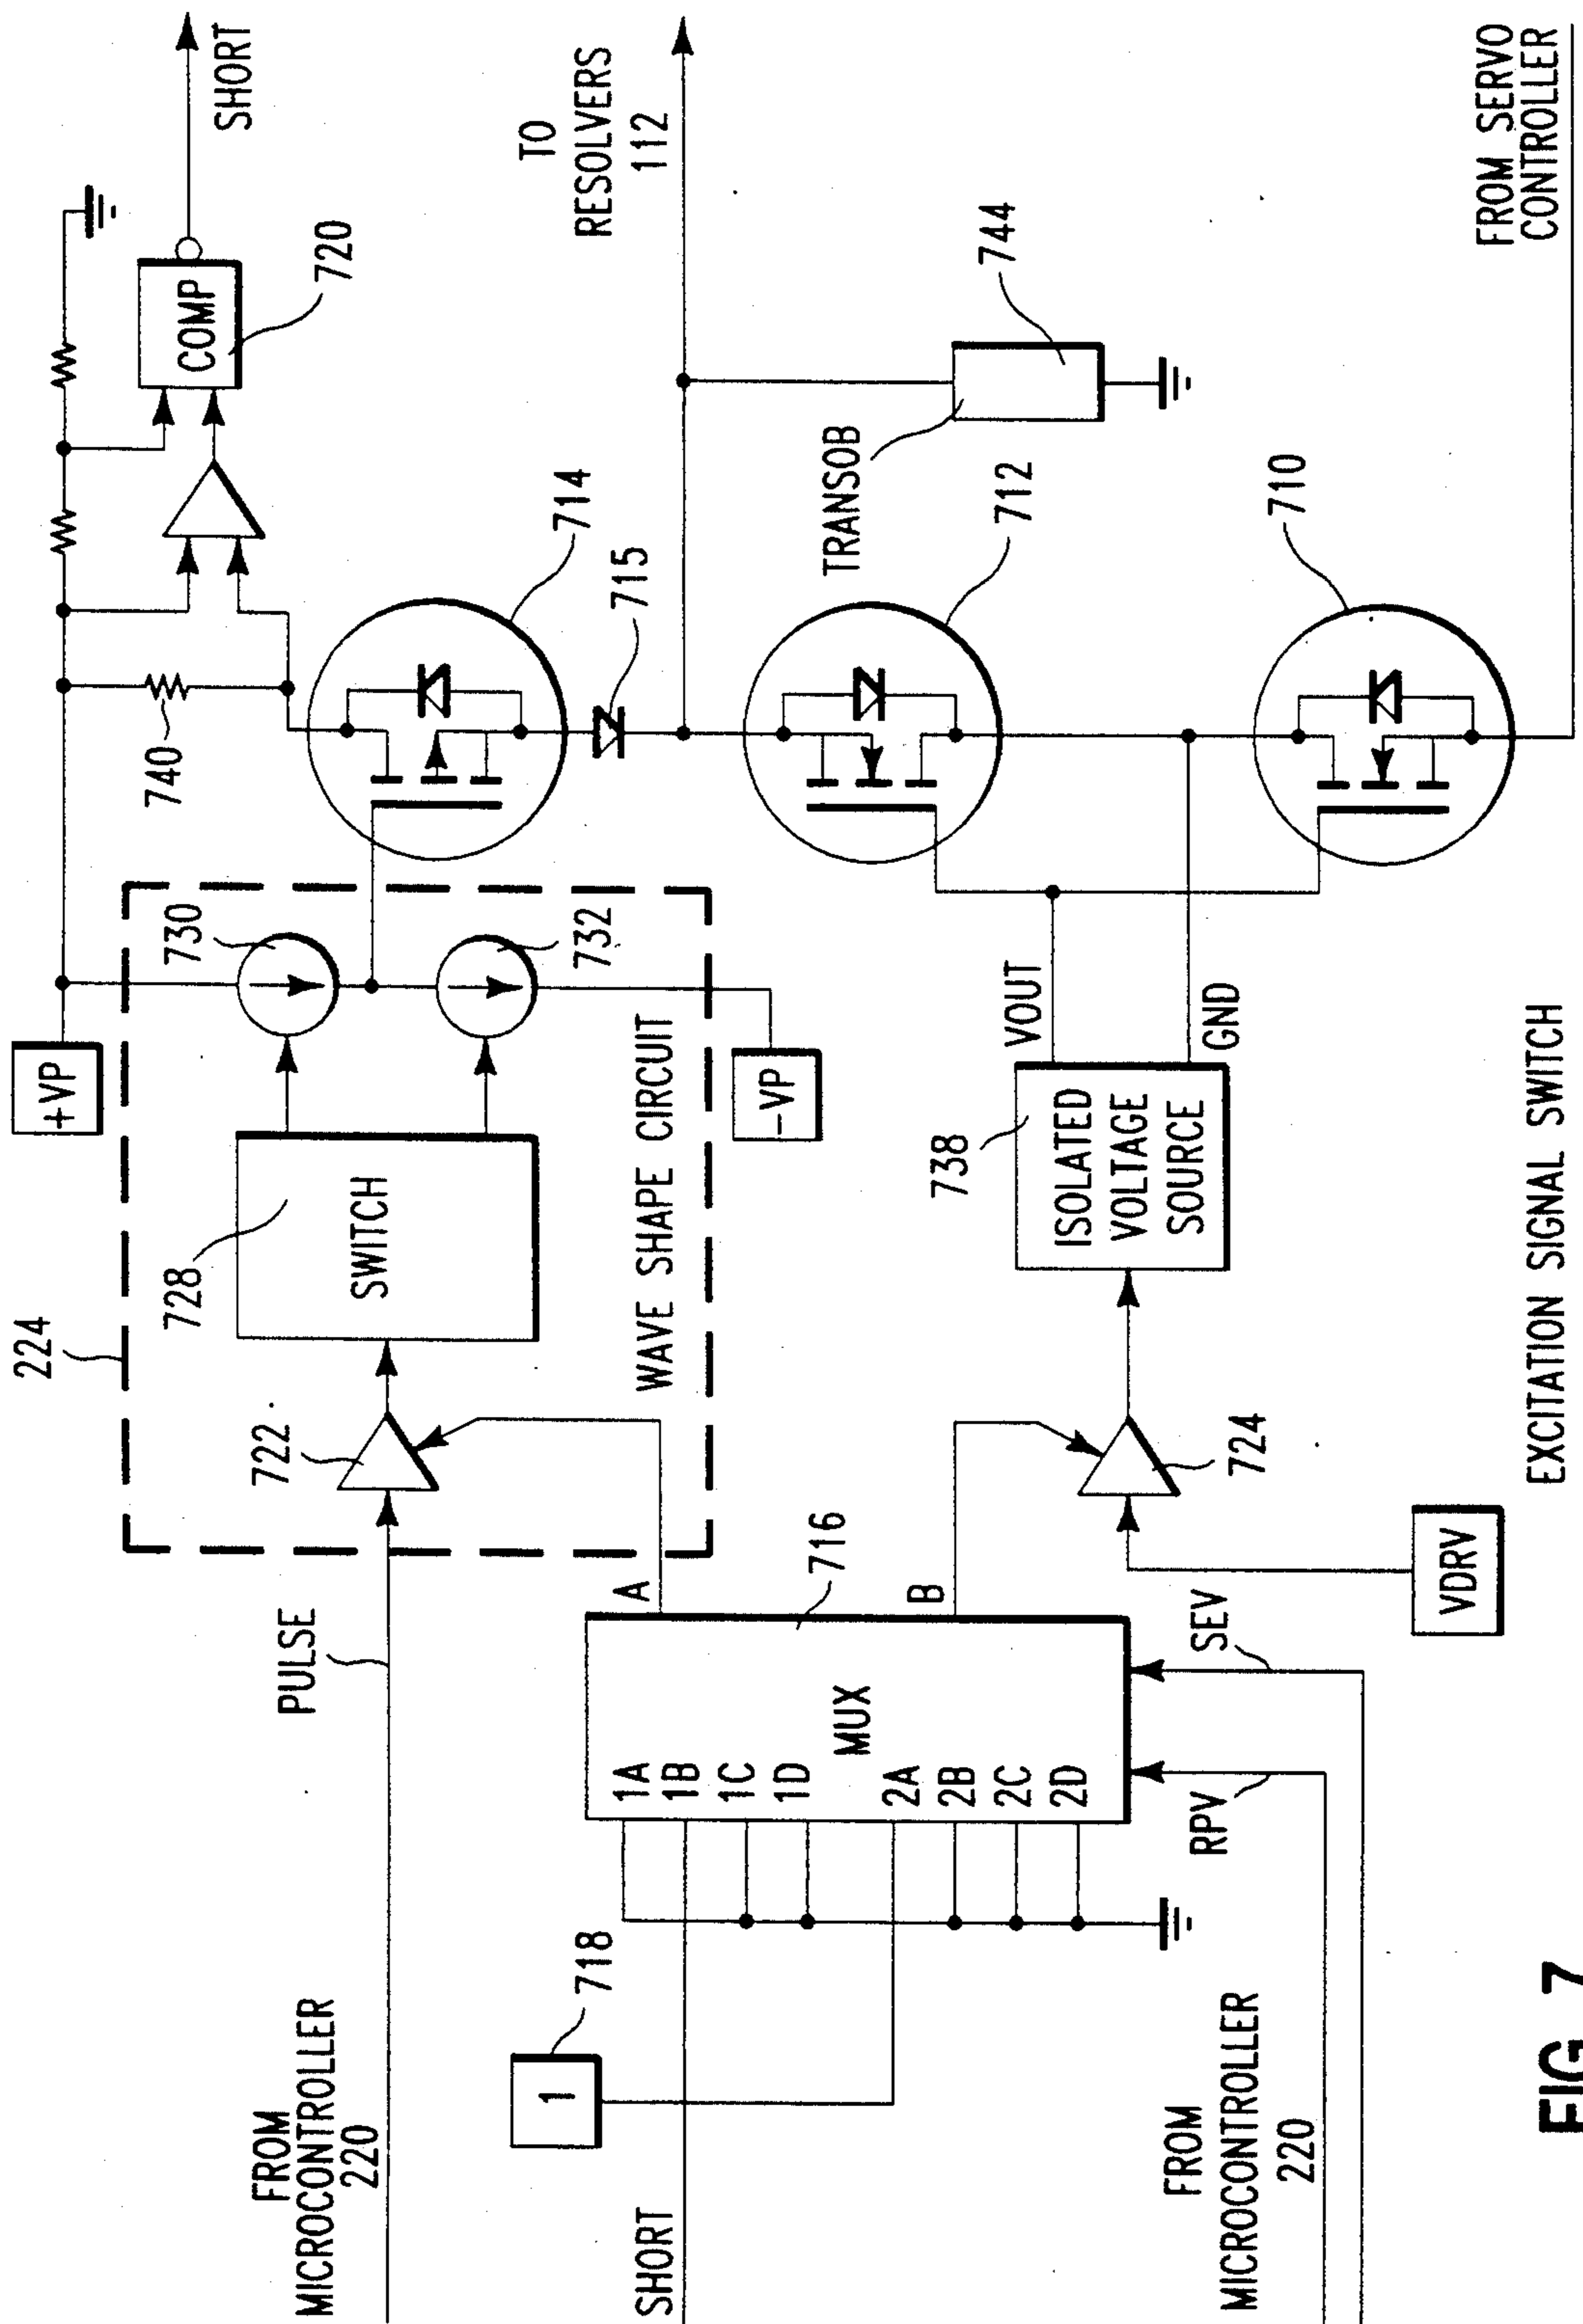 224
+VP
SHORT
730
740
720
COMP
728
SWITCH
732
714
715
722
WAVE SHAPE CIRCUIT
-VP
TO
RESOLVERS
112
FROM
MICROCONTROLLER
220
PULSE
718
1
SHORT
A
716
1A
1B
1C
1D
MUX
2A
2B
2C
2D
B
RPV
SEV
724
VDRV
738
ISOLATED
VOLTAGE
SOURCE
VOUT
GND
TRANSOB
744
712
710
FROM
MICROCONTROLLER
220
FROM SERVO
CONTROLLER
EXCITATION SIGNAL SWITCH
FIG. 7